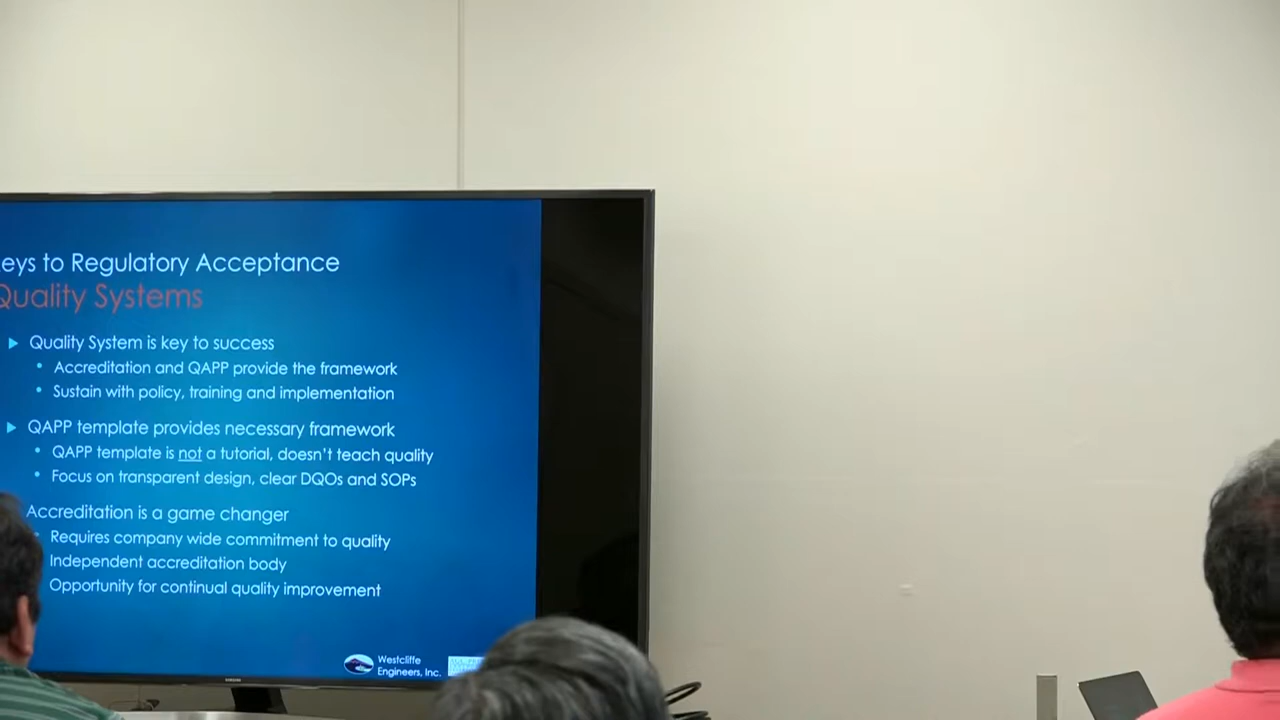 eys to Regulatory Acceptance
Quality Systems
Quality System is key to success
Accreditation and QAPP provide the framework
Sustain with policy, training and implementation
QAPP template provides necessary framework
QAPP template is not a tutorial, doesn't teach quality
Focus on transparent design, clear DQOs and SOPs
Accreditation is a game changer
Requires company wide commitment to quality
Independent accreditation body
Opportunity for continual quality improvement
Westcliffe
Engineers, Inc.
SAMSUNG